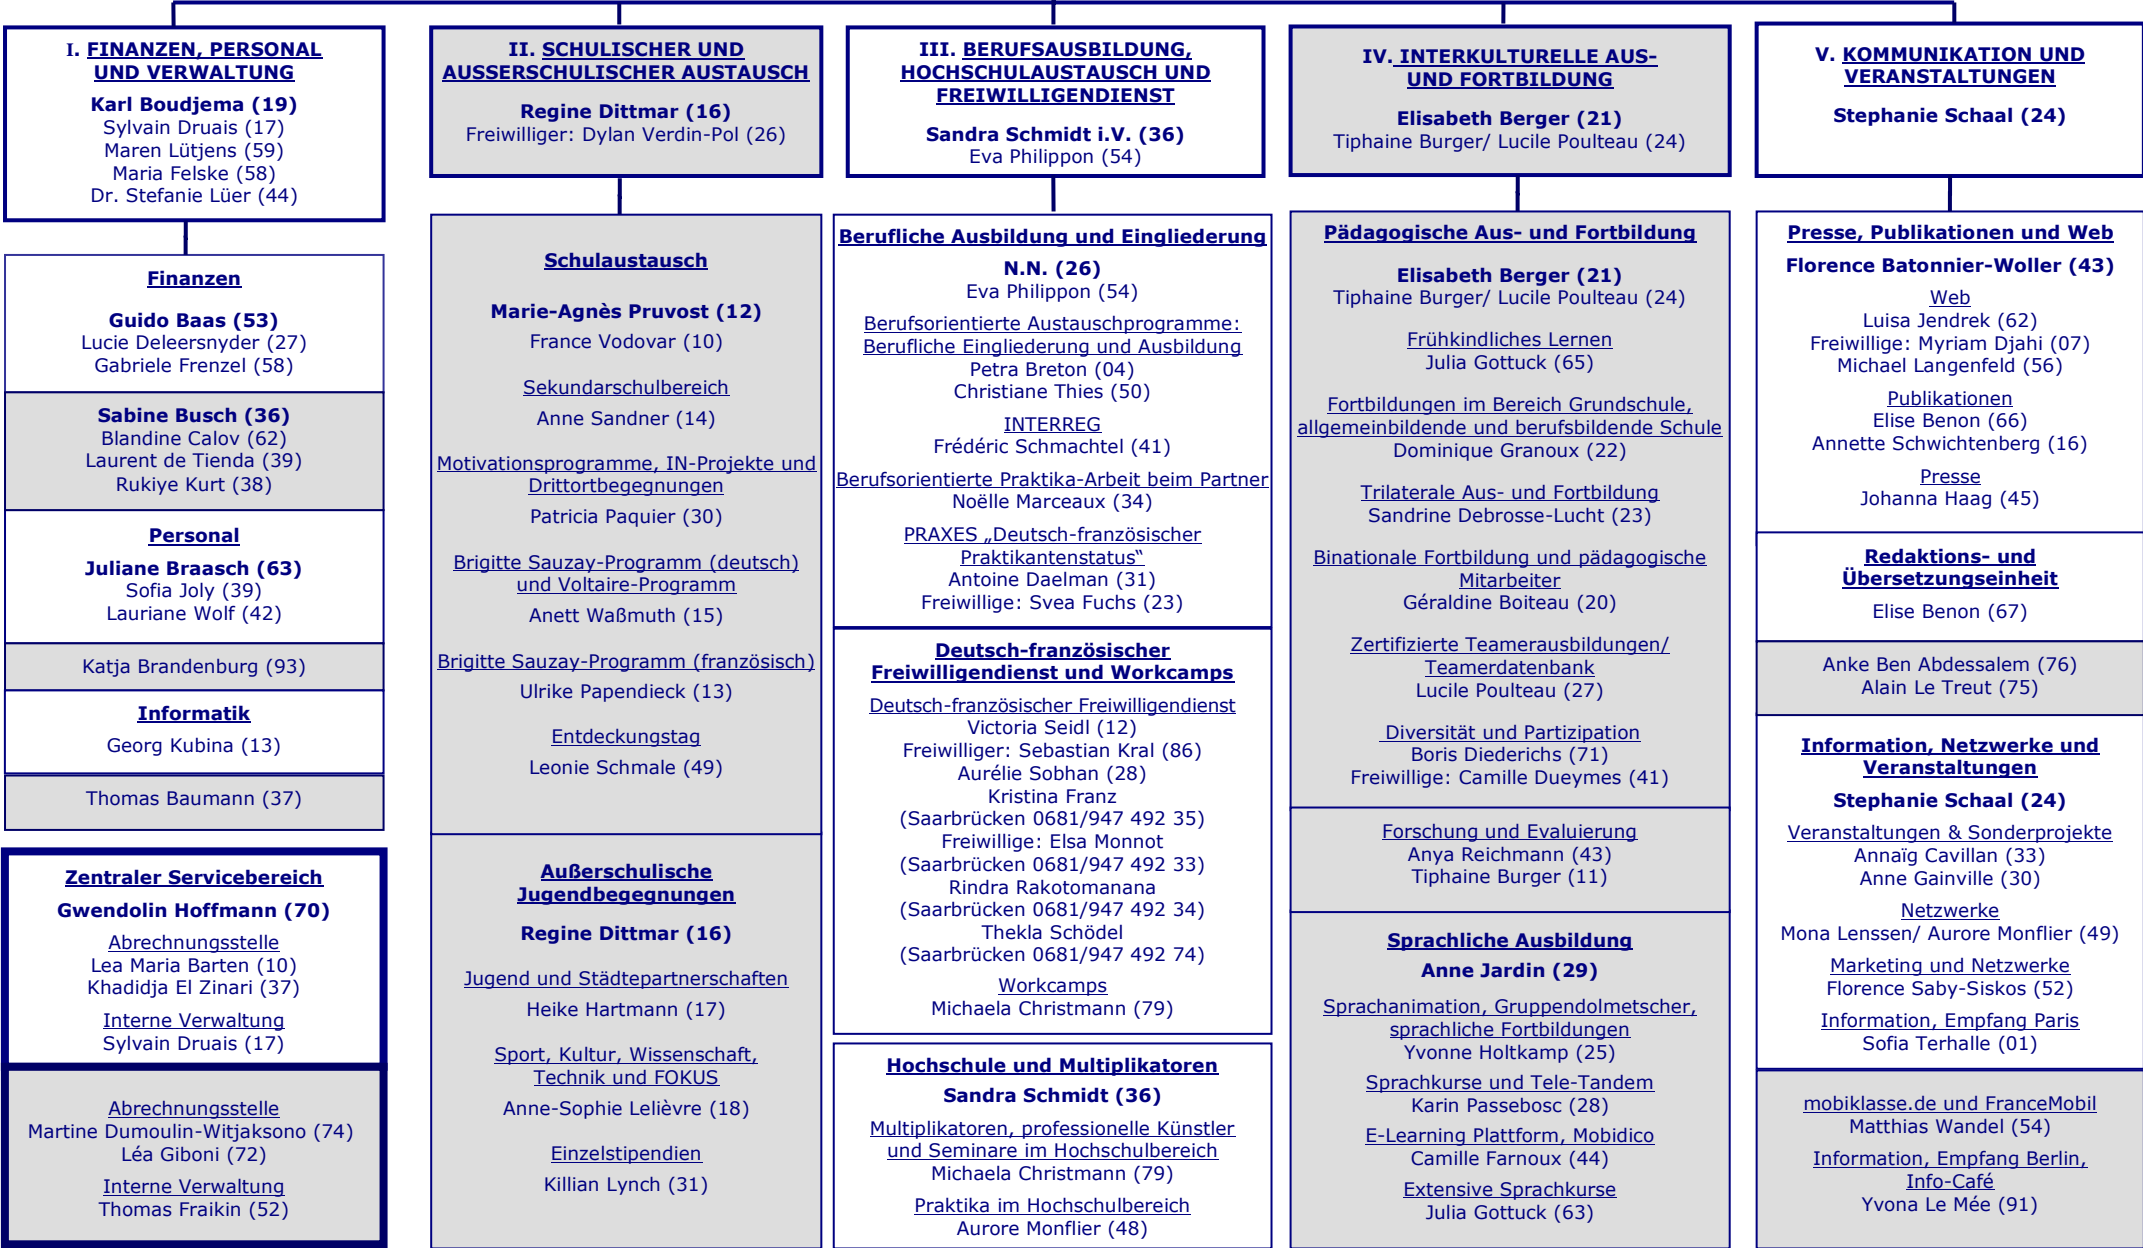 I. FINANZEN, PERSONAL
UND VERWALTUNG
Karl Boudjema (19)
Sylvain Druais (17)
Maren Lütjens (59)
Maria Felske (58)
Dr. Stefanie Lüer (44)
Finanzen
Guido Baas (53)
Lucie Deleersnyder (27)
Gabriele Frenzel (58)
Sabine Busch (36)
Blandine Calov (62)
Laurent de Tienda (39)
Rukiye Kurt (38)
Personal
Juliane Braasch (63)
Sofia Joly (39)
Lauriane Wolf (42)
Katja Brandenburg (93)
Informatik
Georg Kubina (13)
Thomas Baumann (37)
Zentraler Servicebereich
Gwendolin Hoffmann (70)
Abrechnungsstelle
Lea Maria Barten (10)
Khadidja El Zinari (37)
Interne Verwaltung
Sylvain Druais (17)
Abrechnungsstelle
Martine Dumoulin-Witjaksono (74)
Léa Giboni (72)
Interne Verwaltung
Thomas Fraikin (52)
II. SCHULISCHER UND
AUSSERSCHULISCHER AUSTAUSCH
Regine Dittmar (16)
Freiwilliger: Dylan Verdin-Pol (26)
Schulaustausch
Marie-Agnès Pruvost (12)
France Vodovar (10)
Sekundarschulbereich
Anne Sandner (14)
Motivationsprogramme, IN-Projekte und
Drittortbegnungen
Patricia Paquier (30)
Brigitte Sauzay-Programm (deutsch)
und Voltaire-Programm
Anett Waßmuth (15)
Brigitte Sauzay-Programm (französisch)
Ulrike Papendieck (13)
Entdeckungstag
Leonie Schmale (49)
Außerschulische
Jugendbegegnungen
Regine Dittmar (16)
Jugend und Städtepartnerschaften
Heike Hartmann (17)
Sport, Kultur, Wissenschaft,
Technik und FOKUS
Anne-Sophie Lelièvre (18)
Einzelstipendien
Killian Lynch (31)
III. BERUFSAUSBILDUNG,
HOCHSCHULAUSTAUSCH UND
FREIWILLIGENDIENST
Sandra Schmidt i.V. (36)
Eva Philippon (54)
Berufliche Ausbildung und Eingliederung
N.N. (26)
Eva Philippon (54)
Berufsorientierte Austauschprogramme:
Berufliche Eingliederung und Ausbildung
Petra Breton (04)
Christiane Thies (50)
INTERREG
Frédéric Schmachtel (41)
Berufsorientierte Praktika-Arbeit beim Partner
Noëlle Marceaux (34)
PRAXES „Deutsch-französischer
Praktikantenstatus“
Antoine Daelman (31)
Freiwillige: Svea Fuchs (23)
Deutsch-französischer
Freiwilligendienst und Workcamps
Deutsch-französischer Freiwilligendienst
Victoria Seidl (12)
Freiwilliger: Sebastian Kral (86)
Aurélie Sobhan (28)
Kristina Franz
(Saarbrücken 0681/947 492 35)
Freiwillige: Elsa Monnot
(Saarbrücken 0681/947 492 33)
Rindra Rakotomanana
(Saarbrücken 0681/947 492 34)
Thekla Schödel
(Saarbrücken 0681/947 492 74)
Workcamps
Michaela Christmann (79)
Hochschule und Multiplikatoren
Sandra Schmidt (36)
Multiplikatoren, professionelle Künstler
und Seminare im Hochschulbereich
Michaela Christmann (79)
Praktika im Hochschulbereich
Aurore Monflier (48)
IV. INTERKULTURELLE AUS-
UND FORTBILDUNG
Elisabeth Berger (21)
Tiphaine Burger/ Lucile Poulteau (24)
Pädagogische Aus- und Fortbildung
Elisabeth Berger (21)
Tiphaine Burger/ Lucile Poulteau (24)
Frühkindliches Lernen
Julia Gottuck (65)
Fortbildungen im Bereich Grundschule,
allgemeinbildende und berufsbildende Schule
Dominique Granoux (22)
Trilaterale Aus- und Fortbildung
Sandrine Debrosse-Lucht (23)
Binationale Fortbildung und pädagogische
Mitarbeiter
Géraldine Boiteau (20)
Zertifizierte Teamerausbildungen/
Teamerdatenbank
Lucile Poulteau (27)
Diversität und Partizipation
Boris Diederichs (71)
Freiwillige: Camille Dueymes (41)
Forschung und Evaluierung
Anya Reichmann (43)
Tiphaine Burger (11)
Sprachliche Ausbildung
Anne Jardin (29)
Sprachanimation, Gruppendolmetscher,
sprachliche Fortbildungen
Yvonne Holtkamp (25)
Sprachkurse und Tele-Tandem
Karin Passebosc (28)
E-Learning Plattform, Mobidico
Camille Farnoux (44)
Extensive Sprachkurse
Julia Gottuck (63)
V. KOMMUNIKATION UND
VERANSTALTUNGEN
Stephanie Schaal (24)
Presse, Publikationen und Web
Florence Batonnier-Woller (43)
Web
Luisa Jendrek (62)
Freiwillige: Myriam Djahi (07)
Michael Langenfeld (56)
Publikationen
Elise Benon (66)
Annette Schwichtenberg (16)
Presse
Johanna Haag (45)
Redaktions- und
Übersetzungseinheit
Elise Benon (67)
Anke Ben Abdessalem (76)
Alain Le Treut (75)
Information, Netzwerke und
Veranstaltungen
Stephanie Schaal (24)
Veranstaltungen & Sonderprojekte
Annaïg Cavillan (33)
Anne Gainville (30)
Netzwerke
Mona Lenssen/ Aurore Monflier (49)
Marketing und Netzwerke
Florence Saby-Siskos (52)
Information, Empfang Paris
Sofia Terhalle (01)
mobiklasse.de und FranceMobil
Matthias Wandel (54)
Information, Empfang Berlin,
Info-Café
Yvona Le Mée (91)